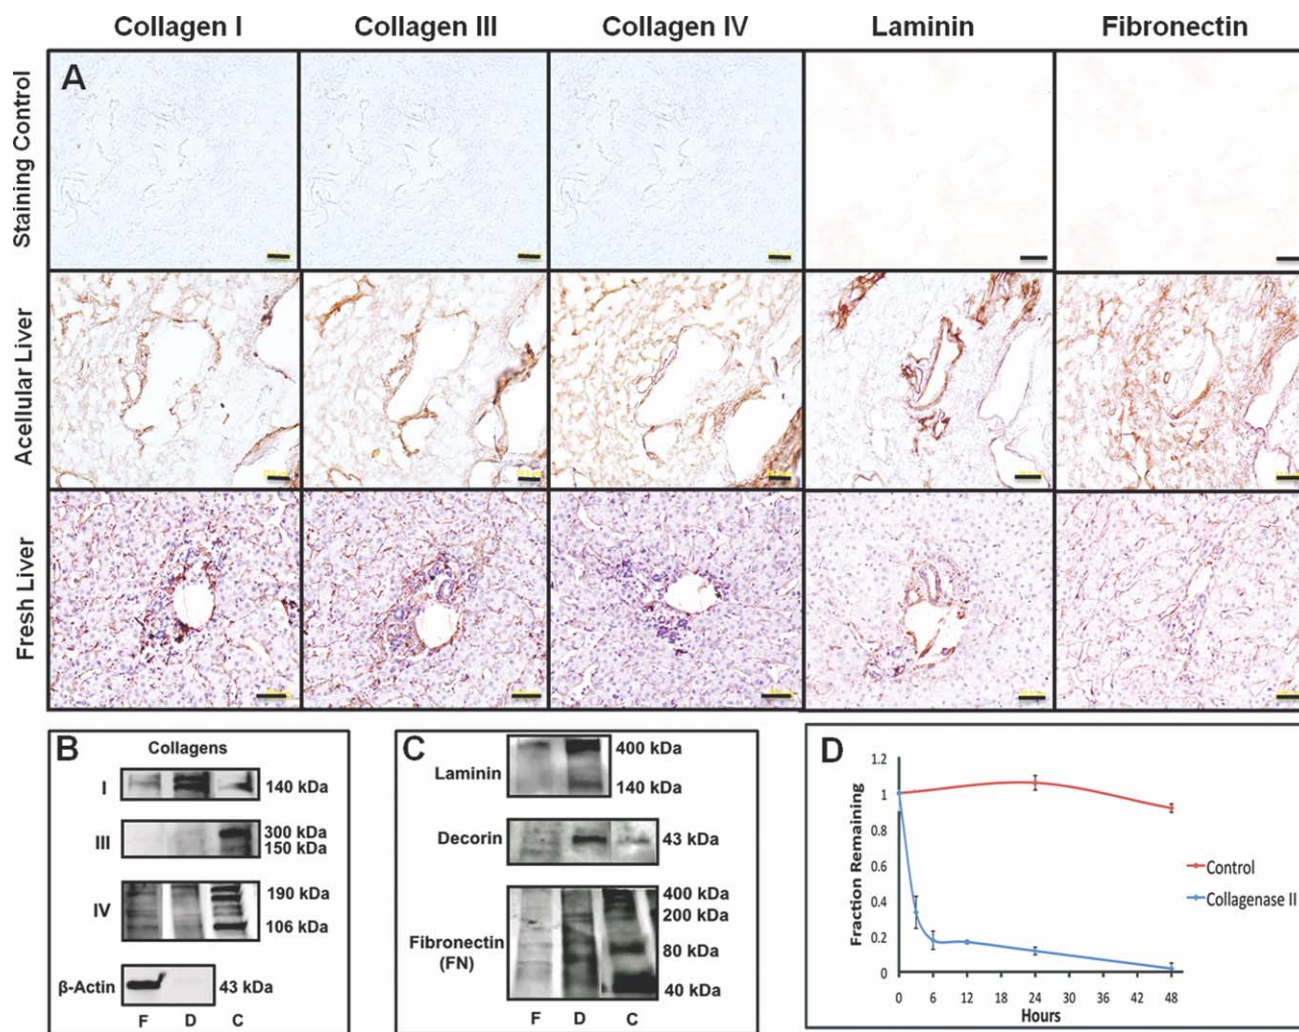 Collagen I Collagen III Collagen IV Laminin Fibronectin
A
Staining Control
Acellular Liver
Fresh Liver
B
Collagens
I 140 kDa
III 300 kDa
150 kDa
IV 190 kDa
106 kDa
β-Actin 43 kDa
F D C
C
Laminin 400 kDa
140 kDa
Decorin 43 kDa
Fibronectin
(FN)
400 kDa
200 kDa
80 kDa
40 kDa
F D C
D
Fraction Remaining
1.2
1
0.8
0.6
0.4
0.2
0
0 6 12 18 24 30 36 42 48
Hours
Control
Collagenase II